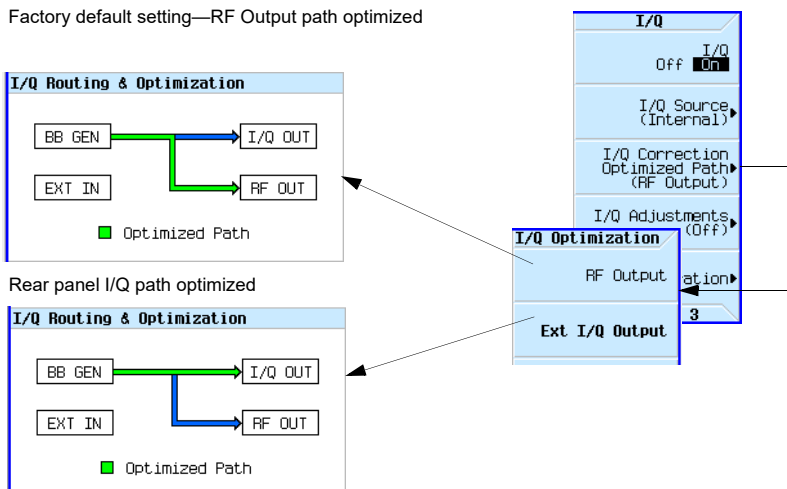 Factory default setting—RF Output path optimized
I/Q Routing & Optimization
BB GEN
I/Q OUT
EXT IN
RF OUT
Optimized Path
Rear panel I/Q path optimized
I/Q Routing & Optimization
BB GEN
I/Q OUT
EXT IN
RF OUT
Optimized Path
I/Q
I/Q
Off On
I/Q Source
(Internal)
I/Q Correction
Optimized Path
(RF Output)
I/Q Adjustments
(Off)
ation
3
I/Q Optimization
RF Output
Ext I/Q Output